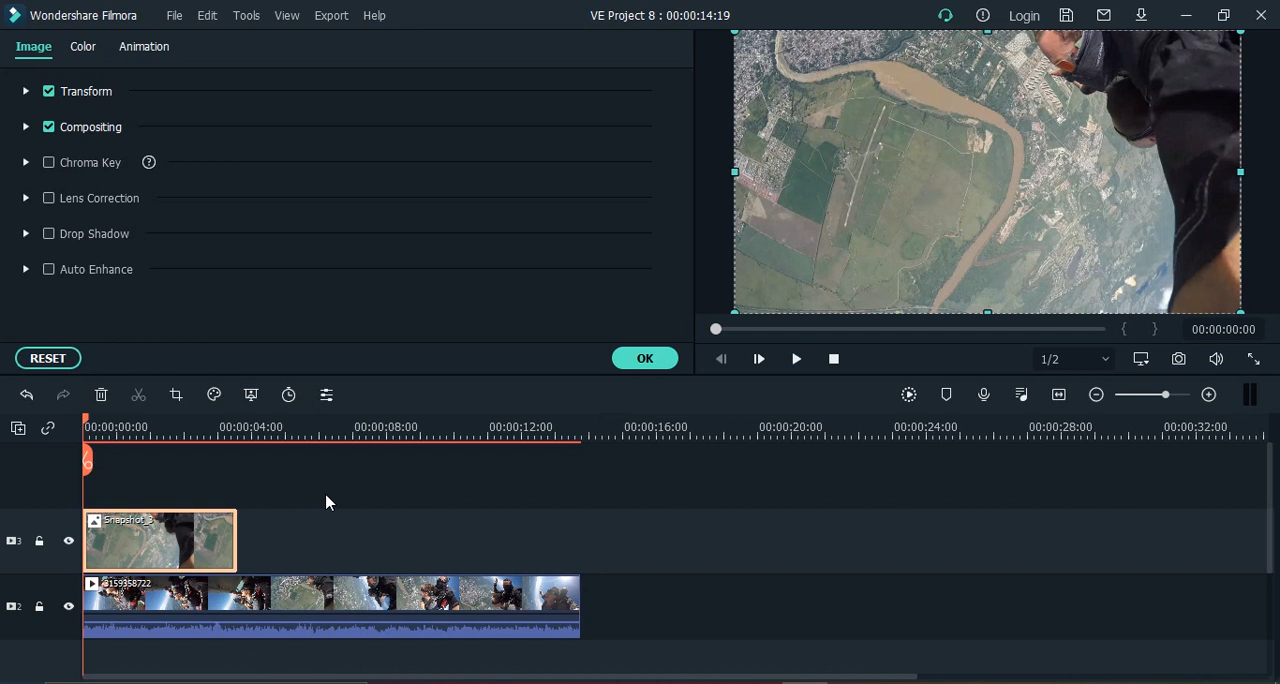 Wondershare Filmora File Edit Tools View Export Help VE Project 8 : 00:00:14:19 Login
Image Color Animation
Transform
Compositing
Chroma Key ?
Lens Correction
Drop Shadow
Auto Enhance
{ } 00:00:00:00
RESET OK 1/2
00:00:00:00 00:00:04:00 00:00:08:00 00:00:12:00 00:00:16:00 00:00:20:00 00:00:24:00 00:00:28:00 00:00:32:00
Snapshot_3
3
3159358722
2